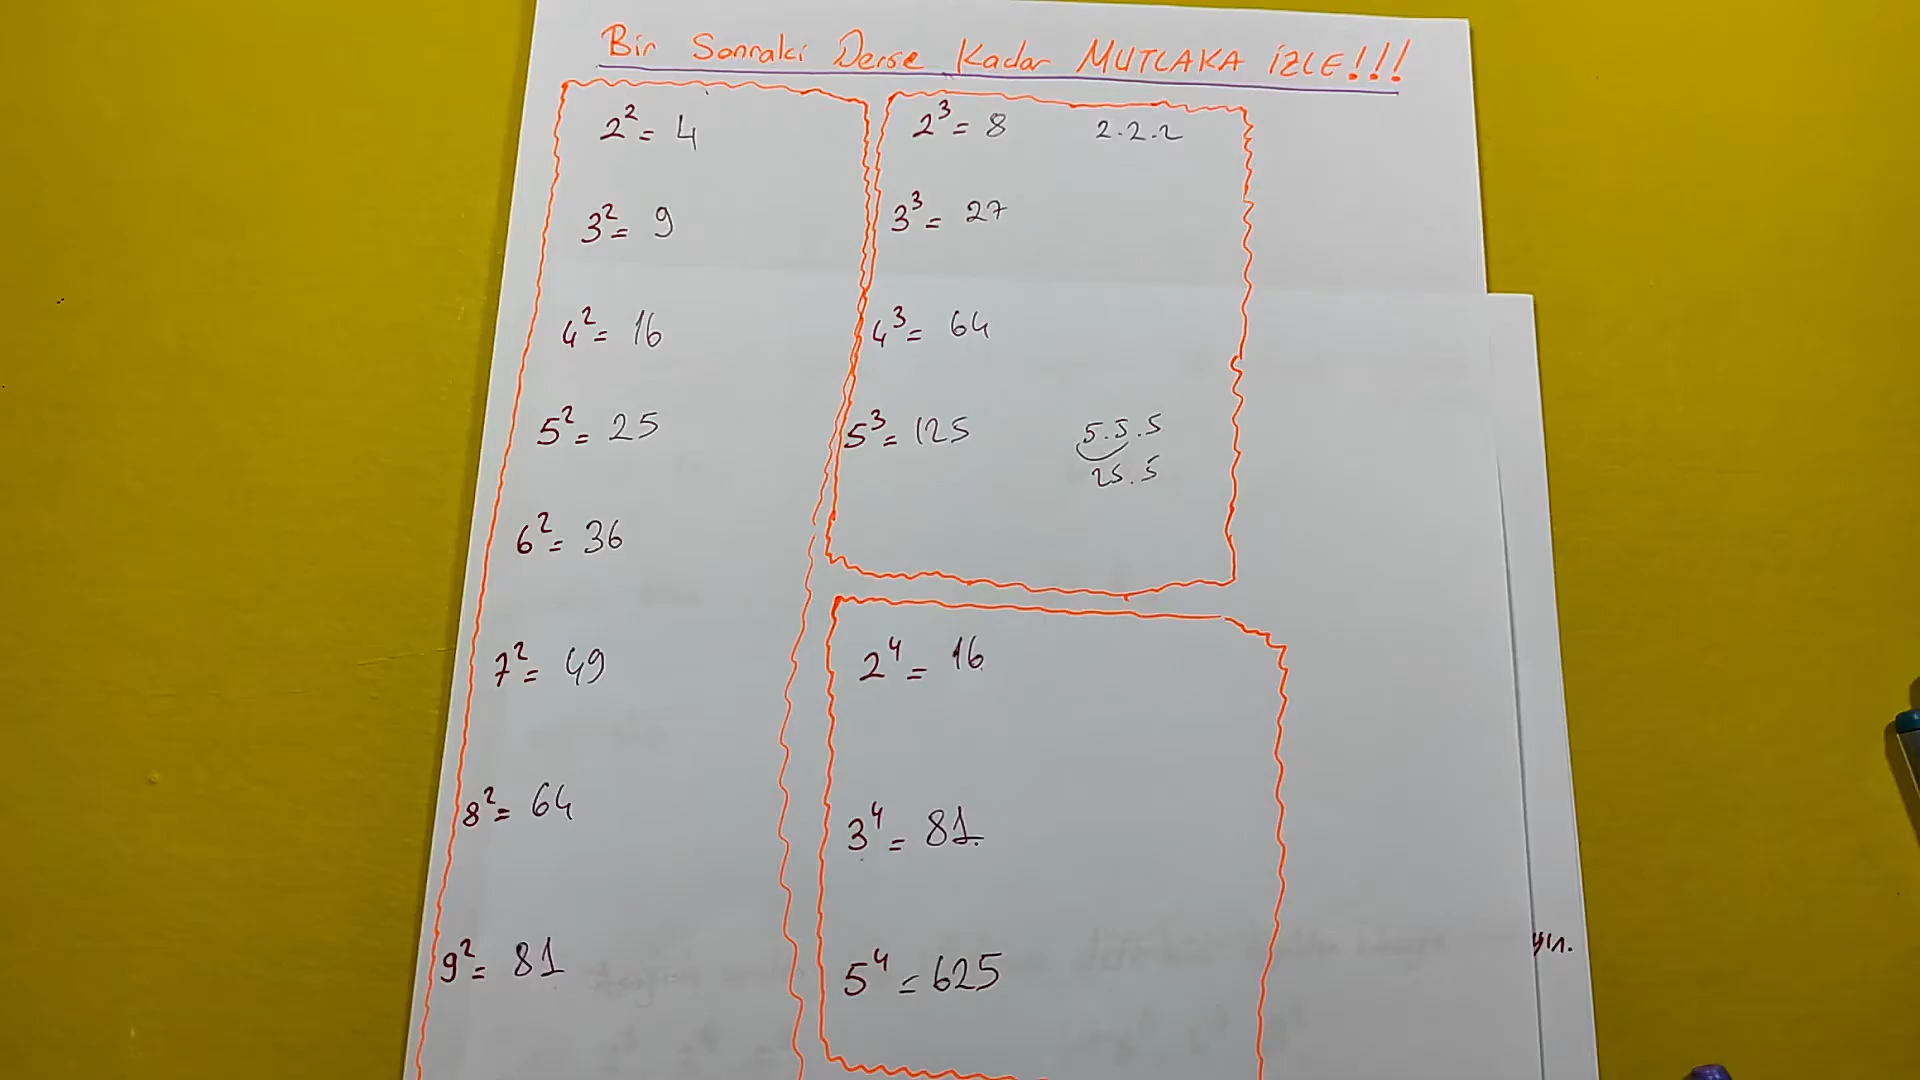 Bir Sonraki Derse Kadar MUTLAKA İZLE!!!
2² = 4
3² = 9
4² = 16
5² = 25
6² = 36
7² = 49
8² = 64
9² = 81
2³ = 8 2.2.2
3³ = 27
4³ = 64
5³ = 125 5.5.5
25.5
2⁴ = 16
3⁴ = 81
5⁴ = 625